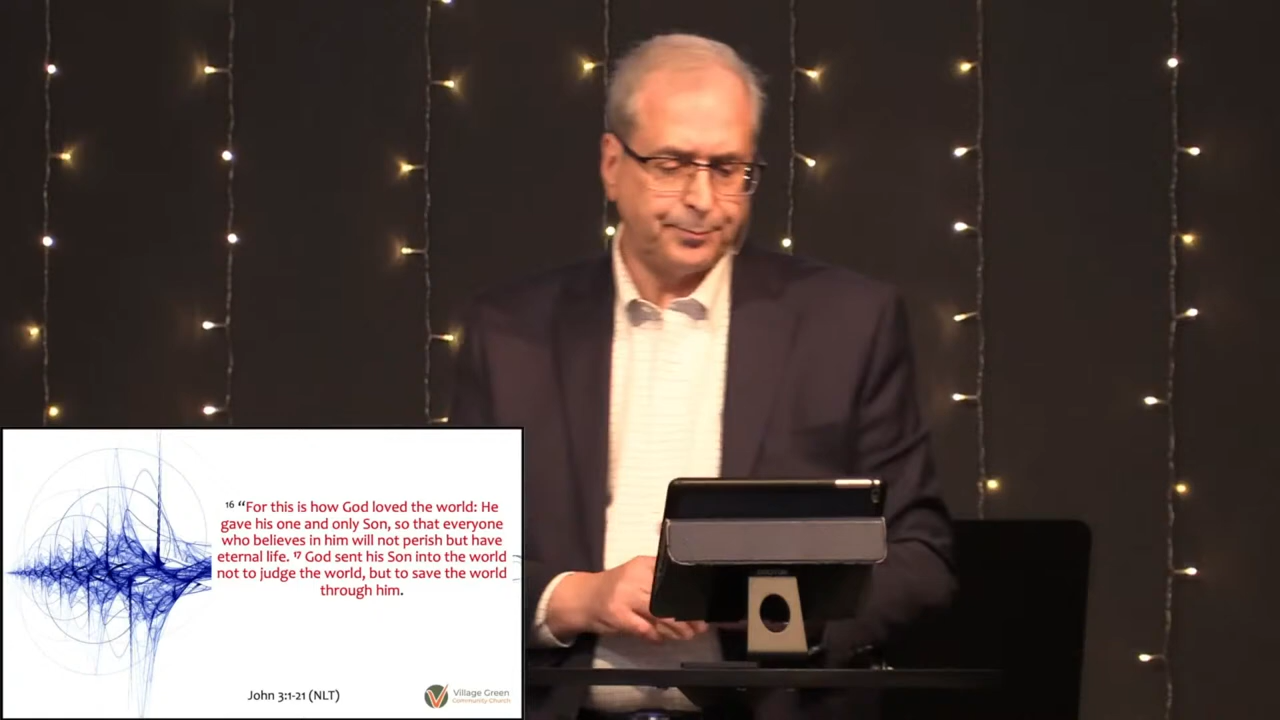 ¹⁶ “For this is how God loved the world: He
gave his one and only Son, so that everyone
who believes in him will not perish but have
eternal life. ¹⁷ God sent his Son into the world
not to judge the world, but to save the world
through him.
John 3:1-21 (NLT)
Village Green
Community Church